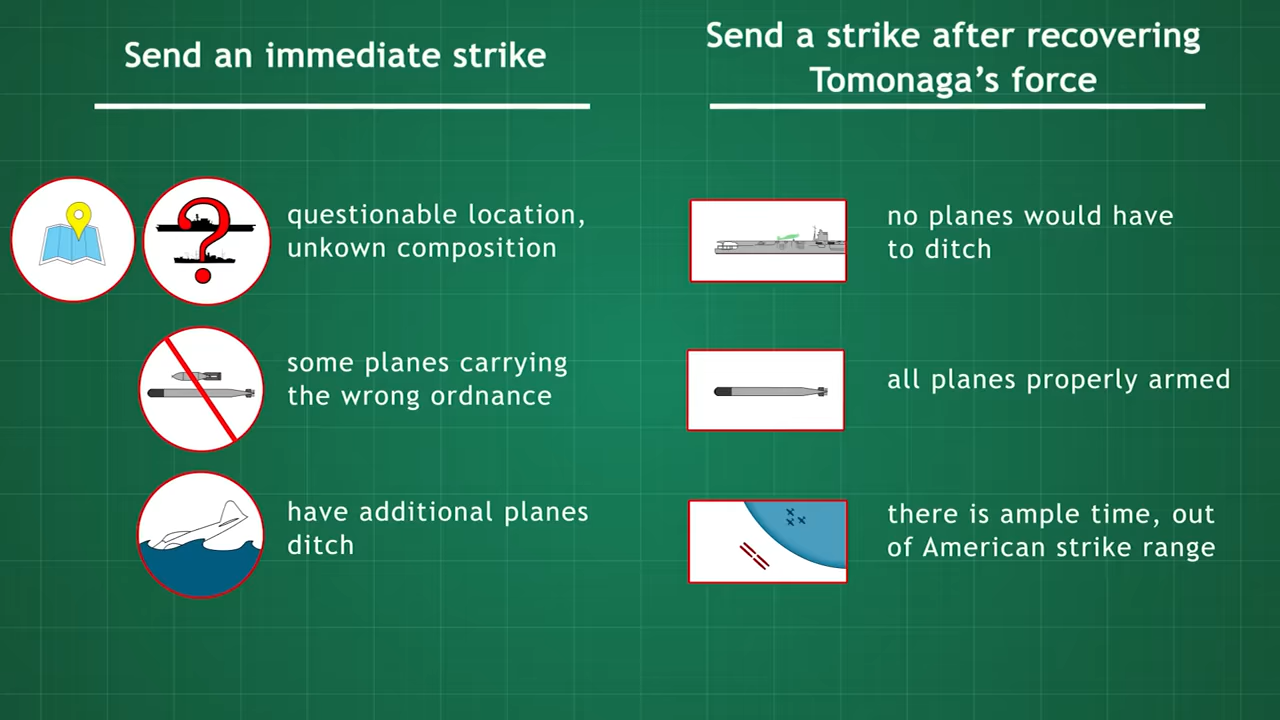 Send an immediate strike
questionable location,
unkown composition
some planes carrying
the wrong ordnance
have additional planes
ditch
Send a strike after recovering
Tomonaga's force
no planes would have
to ditch
all planes properly armed
there is ample time, out
of American strike range